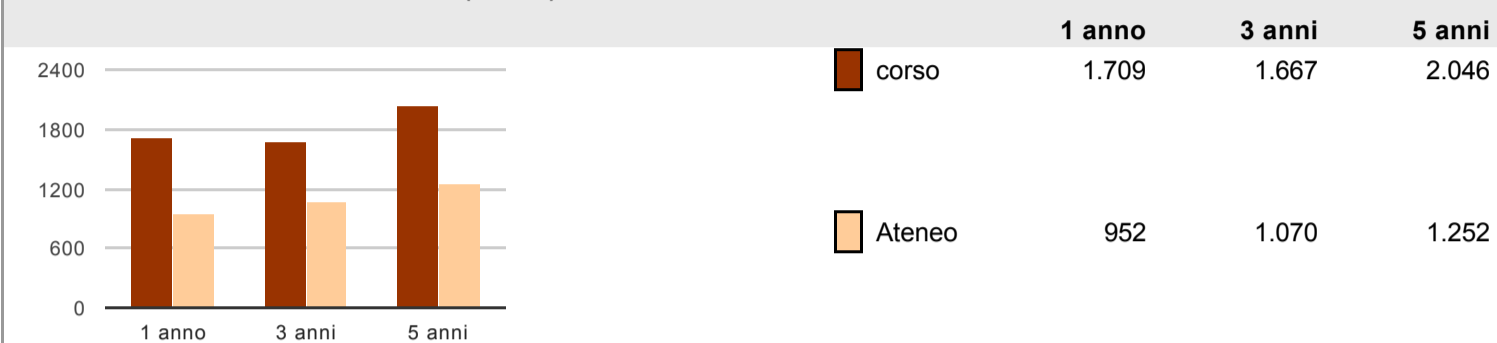 1 anno 3 anni 5 anni
corso 1.709 1.667 2.046
Ateneo 952 1.070 1.252
2400
1800
1200
600
0
1 anno 3 anni 5 anni